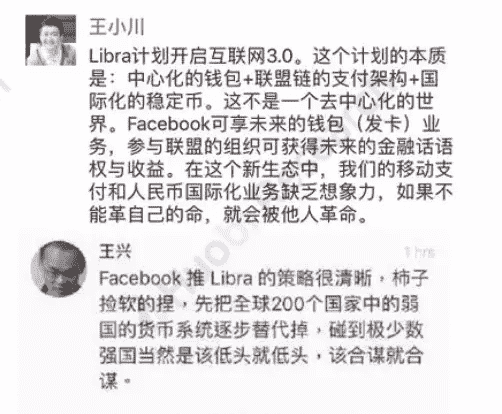 王小川
Libra计划开启互联网3.0。这个计划的本质
是：中心化的钱包+联盟链的支付架构+国
际化的稳定币。这不是一个去中心化的世
界。Facebook可享未来的钱包（发卡）业
务，参与联盟的组织可获得未来的金融话语
权与收益。在这个新生态中，我们的移动支
付和人民币国际化业务缺乏想象力，如果不
能革自己的命，就会被他人革命。
王兴
1 hrs
Facebook 推 Libra 的策略很清晰，柿子
捡软的捏，先把全球200个国家中的弱
国的货币系统逐步替代掉，碰到极少数
强国当然是该低头就低头，该合谋就合
谋。